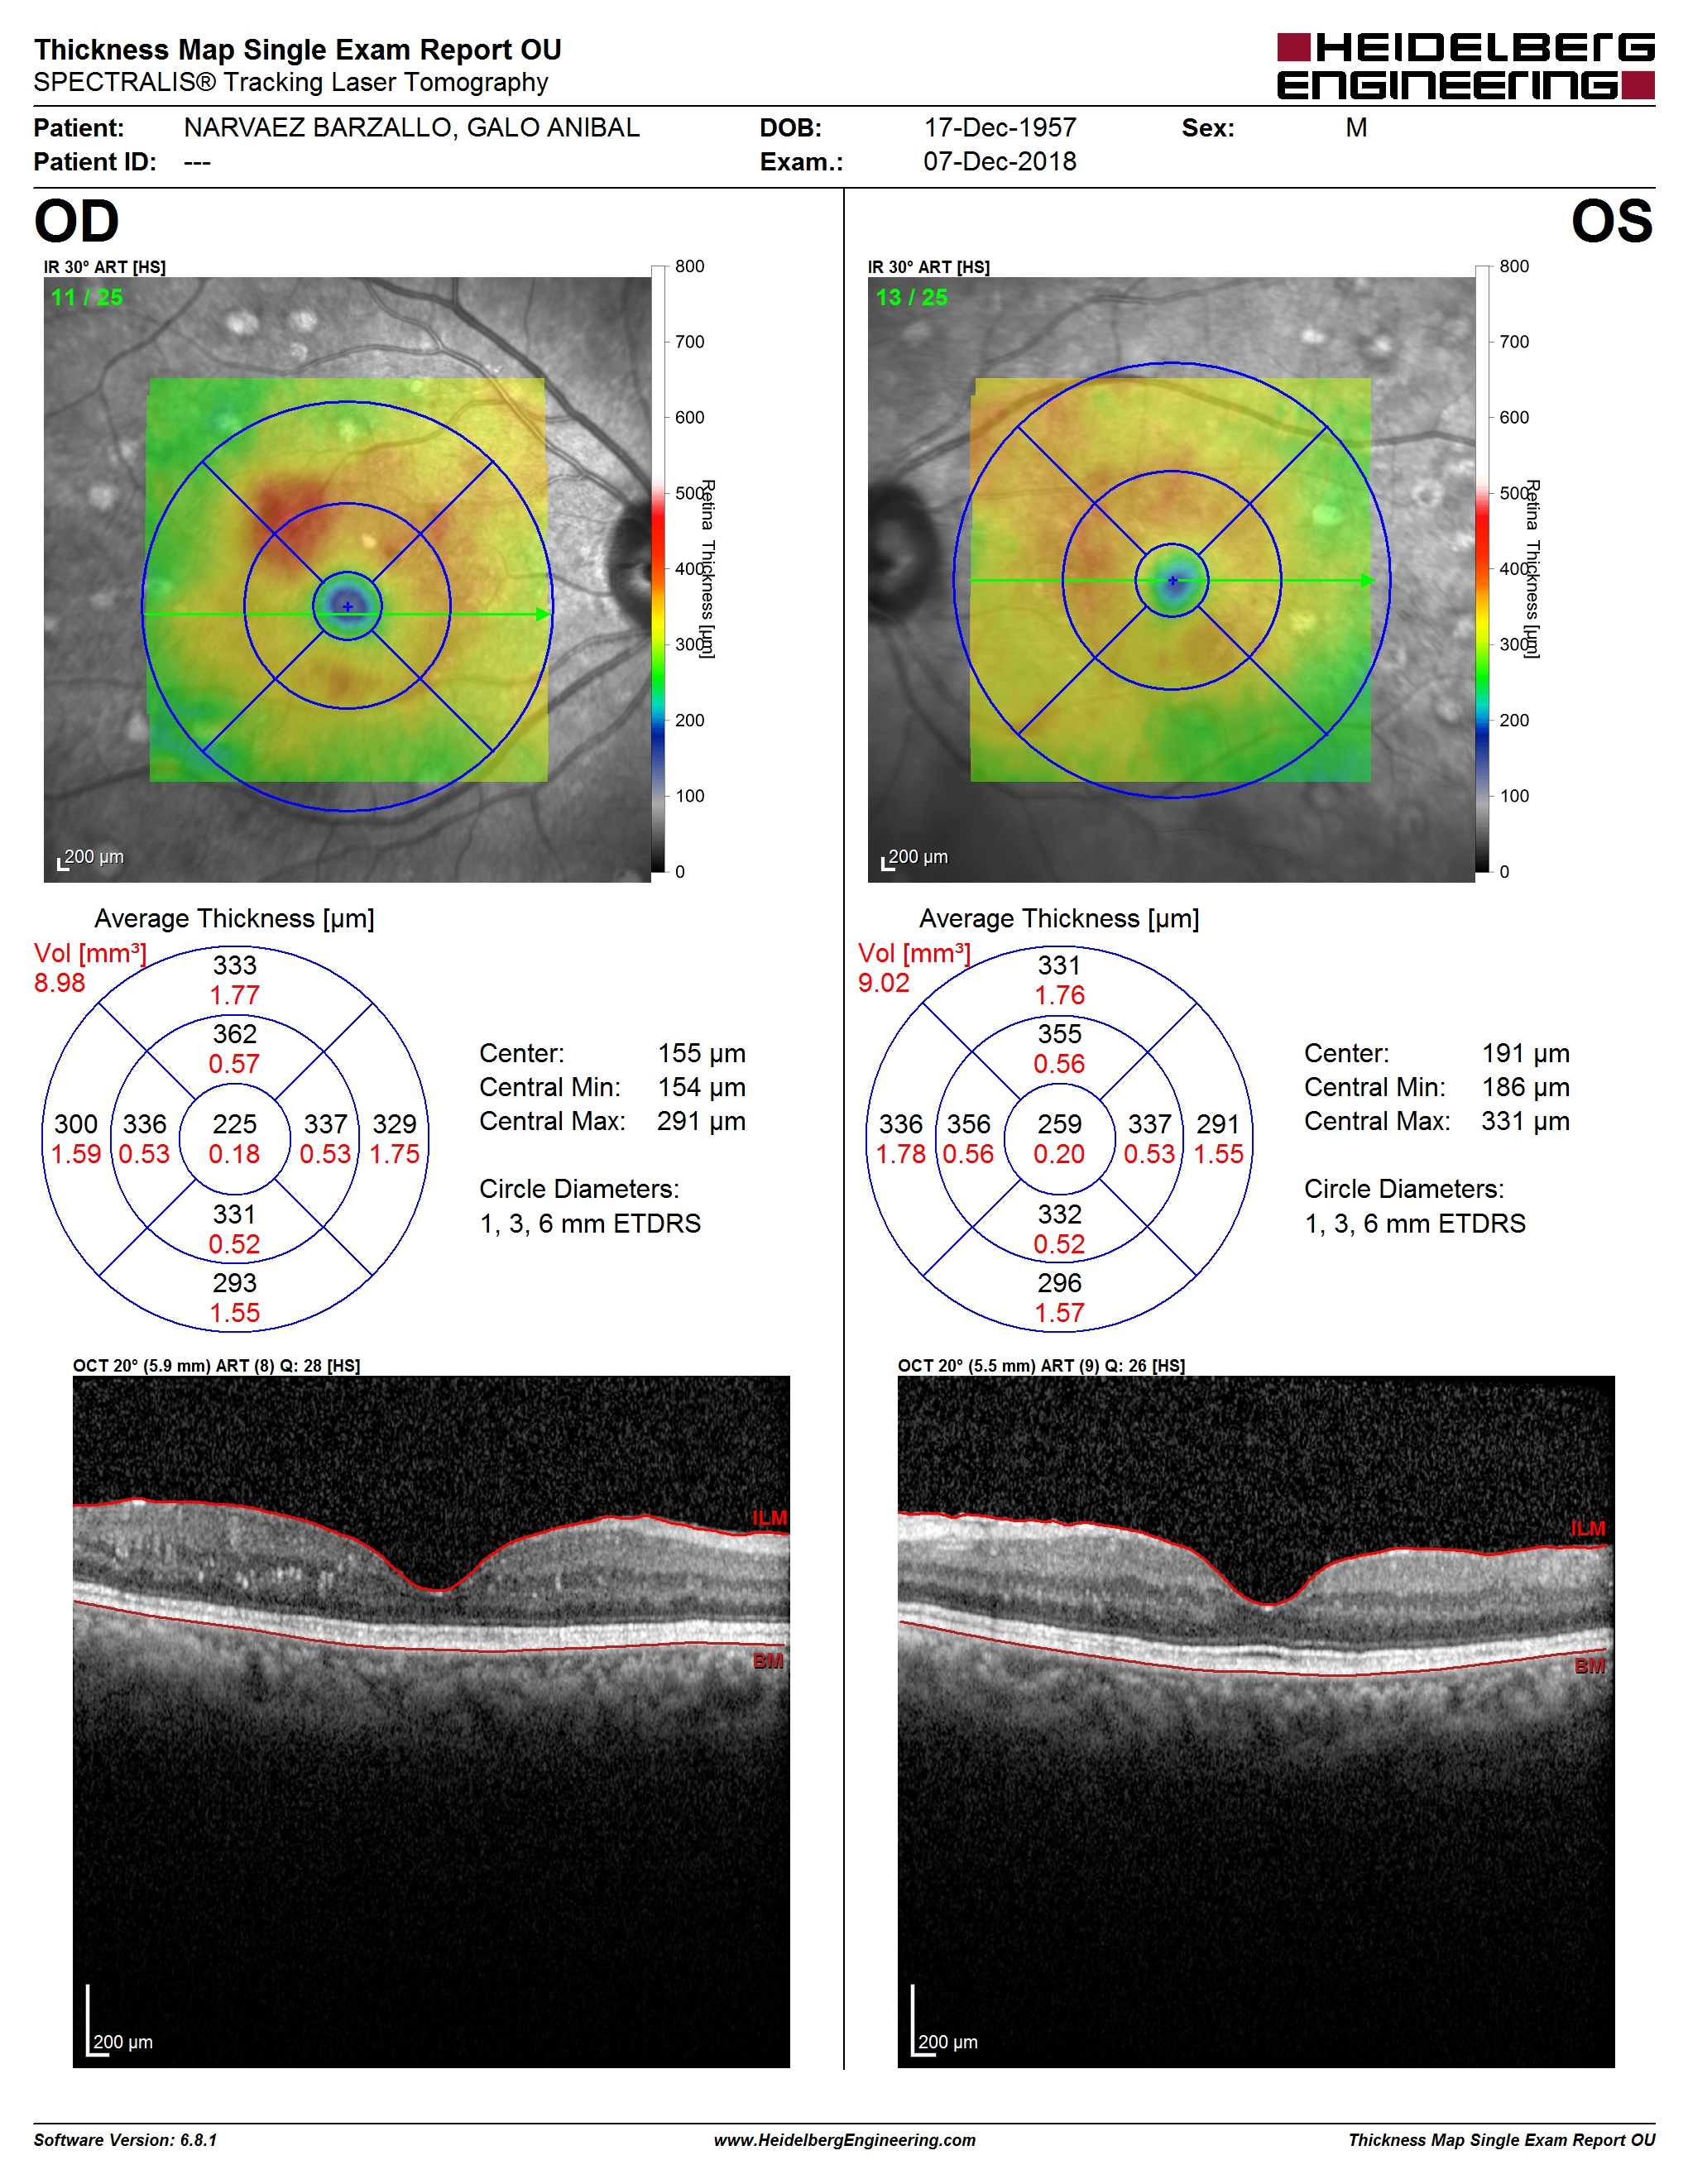 Thickness Map Single Exam Report OU
SPECTRALIS® Tracking Laser Tomography
HEIDELBERG
ENGINEERING
Patient: NARVAEZ BARZALLO, GALO ANIBAL DOB: 17-Dec-1957 Sex: M
Patient ID: --- Exam.: 07-Dec-2018
OD
IR 30° ART [HS]
11 / 25
800
700
600
500
400
300
200
100
0
Retina Thickness [µm]
200 µm
Average Thickness [µm]
Vol [mm³]
8.98
333
1.77
362
0.57
300 336 225 337 329
1.59 0.53 0.18 0.53 1.75
331
0.52
293
1.55
Center: 155 µm
Central Min: 154 µm
Central Max: 291 µm
Circle Diameters:
1, 3, 6 mm ETDRS
OCT 20° (5.9 mm) ART (8) Q: 28 [HS]
ILM
BM
200 µm
OS
IR 30° ART [HS]
13 / 25
800
700
600
500
400
300
200
100
0
Retina Thickness [µm]
200 µm
Average Thickness [µm]
Vol [mm³]
9.02
331
1.76
355
0.56
336 356 259 337 291
1.78 0.56 0.20 0.53 1.55
332
0.52
296
1.57
Center: 191 µm
Central Min: 186 µm
Central Max: 331 µm
Circle Diameters:
1, 3, 6 mm ETDRS
OCT 20° (5.5 mm) ART (9) Q: 26 [HS]
ILM
BM
200 µm
Software Version: 6.8.1 www.HeidelbergEngineering.com Thickness Map Single Exam Report OU